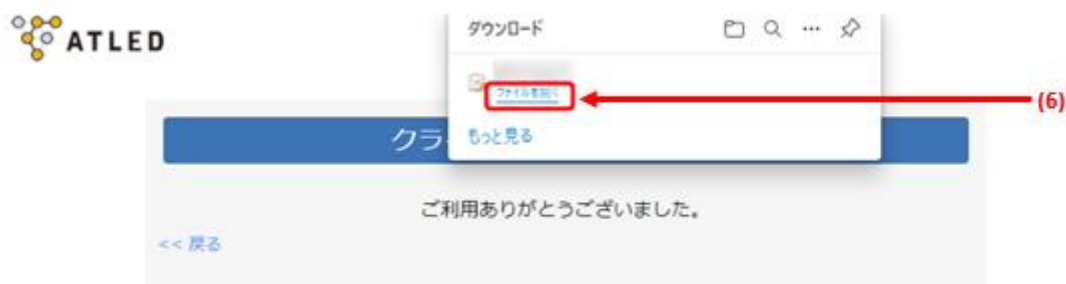 ATLED
ダウンロード
ファイルを開く
(6)
もっと見る
クラ
ご利用ありがとうございました。
<< 戻る